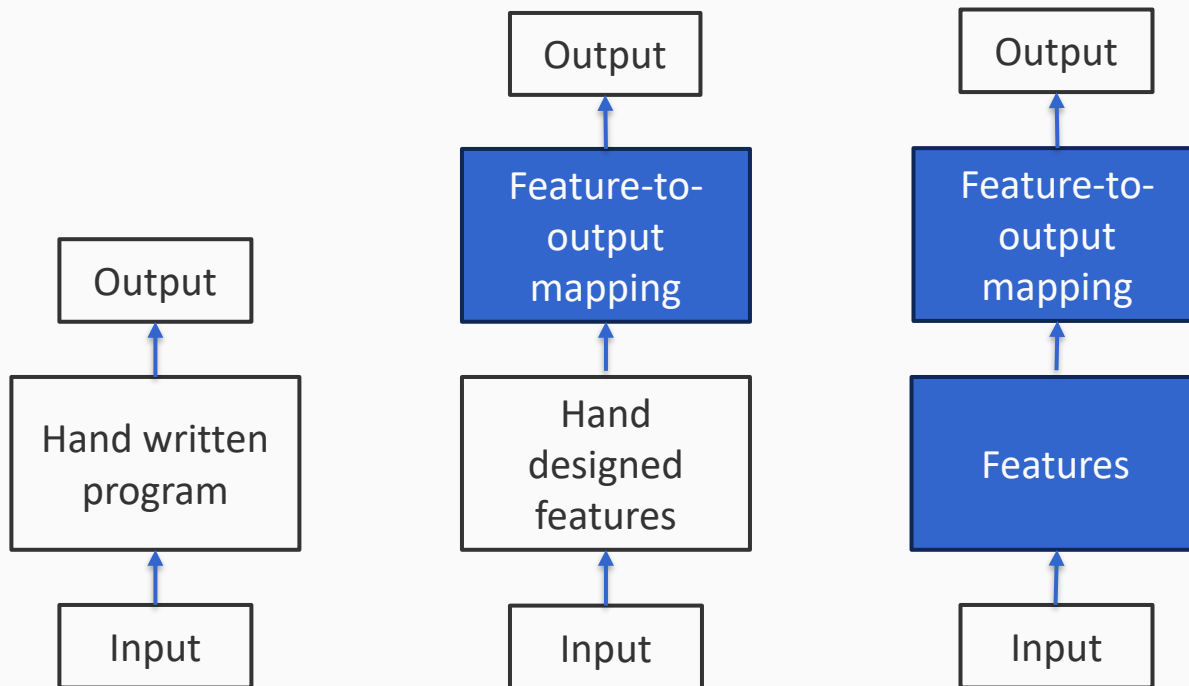 Output
Hand written
program
Input
Output
Feature-to-
output
mapping
Hand
designed
features
Input
Output
Feature-to-
output
mapping
Features
Input